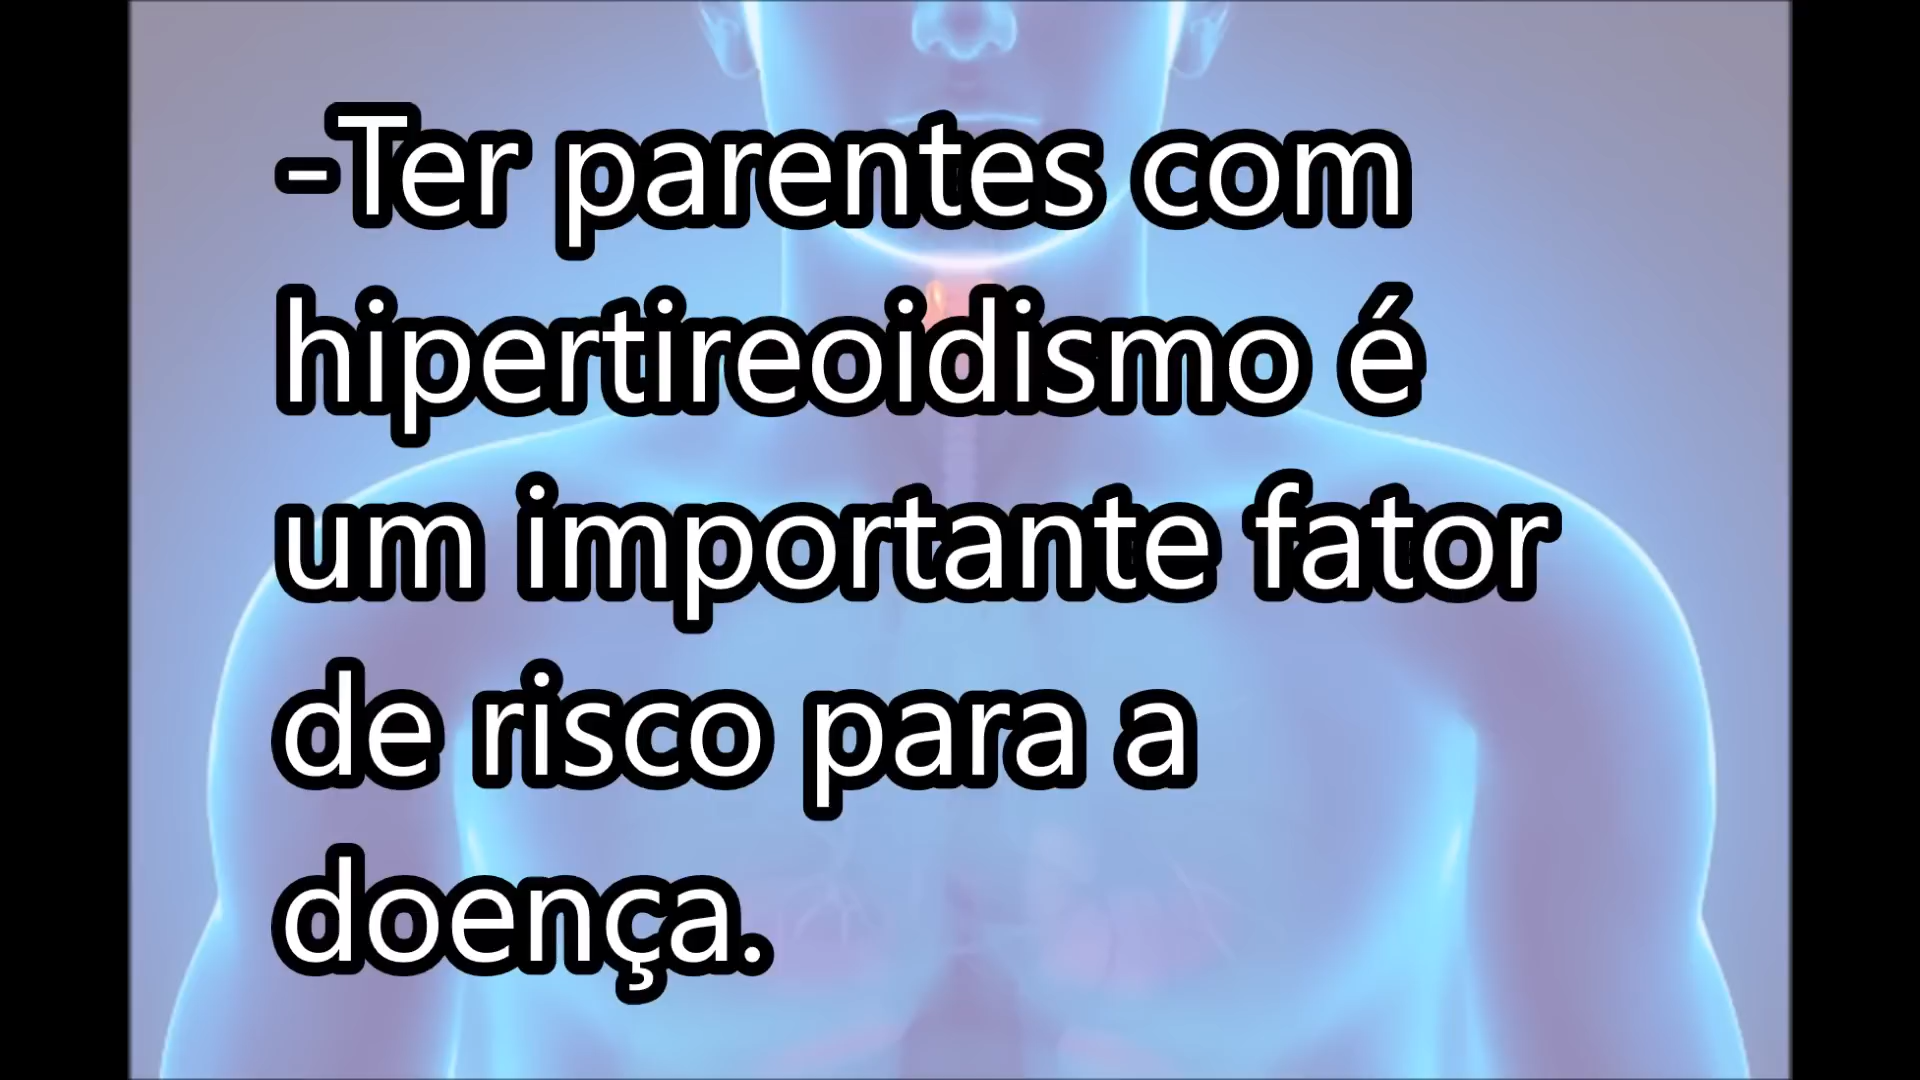 -Ter parentes com
hipertireoidismo é
um importante fator
de risco para a
doença.